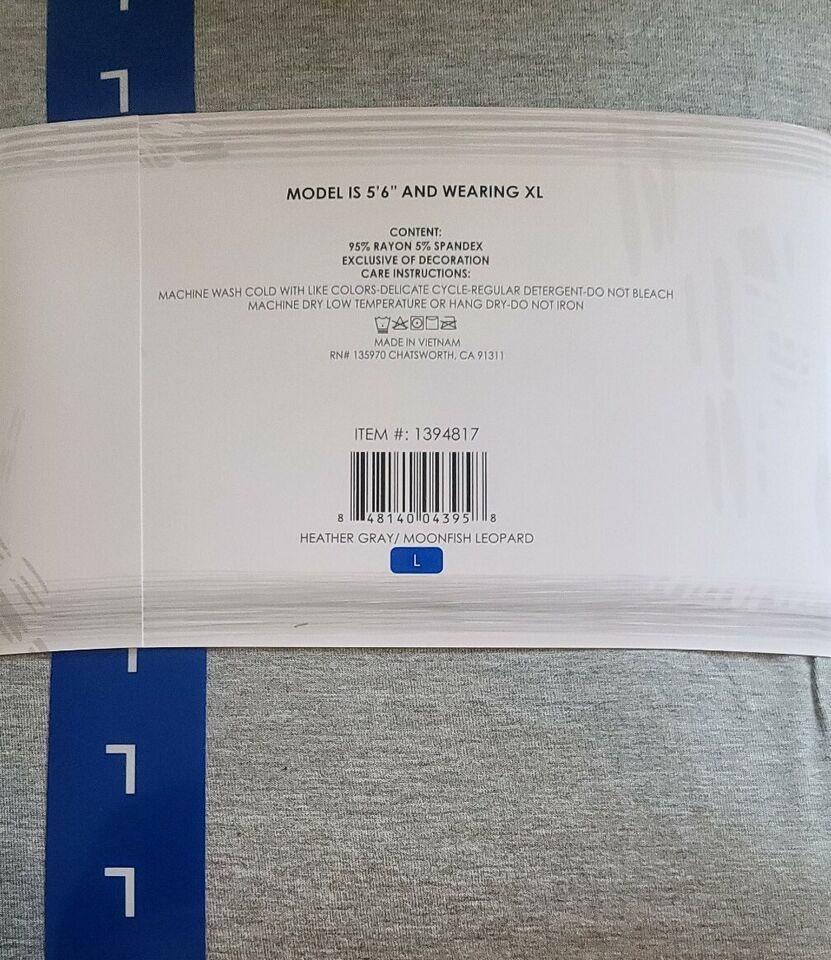 L
MODEL IS 5'6" AND WEARING XL
CONTENT:
95% RAYON 5% SPANDEX
EXCLUSIVE OF DECORATION
CARE INSTRUCTIONS:
MACHINE WASH COLD WITH LIKE COLORS-DELICATE CYCLE-REGULAR DETERGENT-DO NOT BLEACH
MACHINE DRY LOW TEMPERATURE OR HANG DRY-DO NOT IRON
MADE IN VIETNAM
RN# 135970 CHATSWORTH, CA 91311
ITEM #: 1394817
8 48140 04395 8
HEATHER GRAY/ MOONFISH LEOPARD
L
L
L